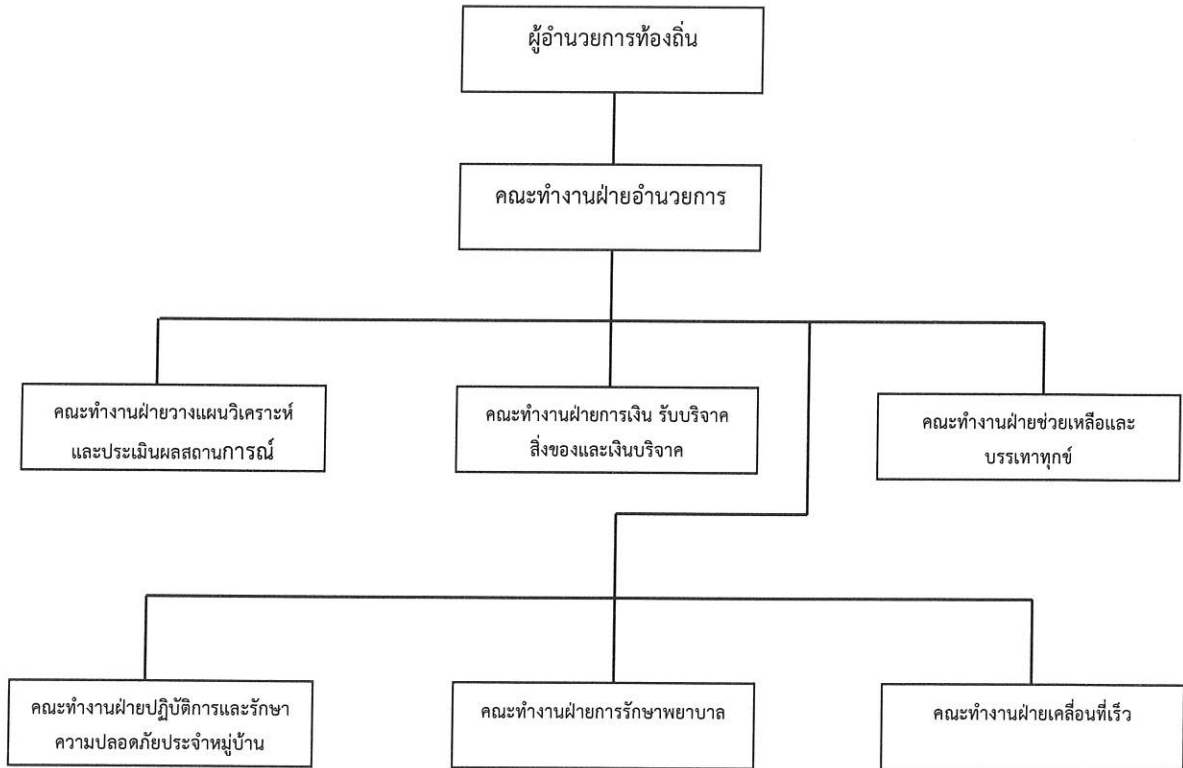 ผู้อำนวยการท้องถิ่น
คณะทำงานฝ่ายอำนวยการ
คณะทำงานฝ่ายวางแผนวิเคราะห์
และประเมินผลสถานการณ์
คณะทำงานฝ่ายการเงิน รับบริจาค
สิ่งของและเงินบริจาค
คณะทำงานฝ่ายช่วยเหลือและ
บรรเทาทุกข์
คณะทำงานฝ่ายปฏิบัติการและรักษา
ความปลอดภัยประจำหมู่บ้าน
คณะทำงานฝ่ายการรักษาพยาบาล
คณะทำงานฝ่ายเคลื่อนที่เร็ว